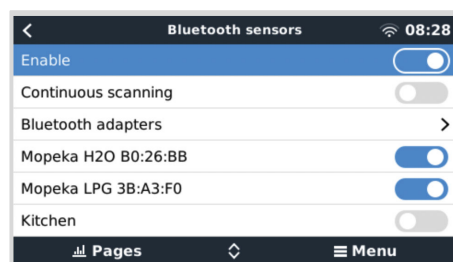 Bluetooth sensors 08:28
Enable
Continuous scanning
Bluetooth adapters
Mopeka H2O B0:26:BB
Mopeka LPG 3B:A3:F0
Kitchen
Pages Menu